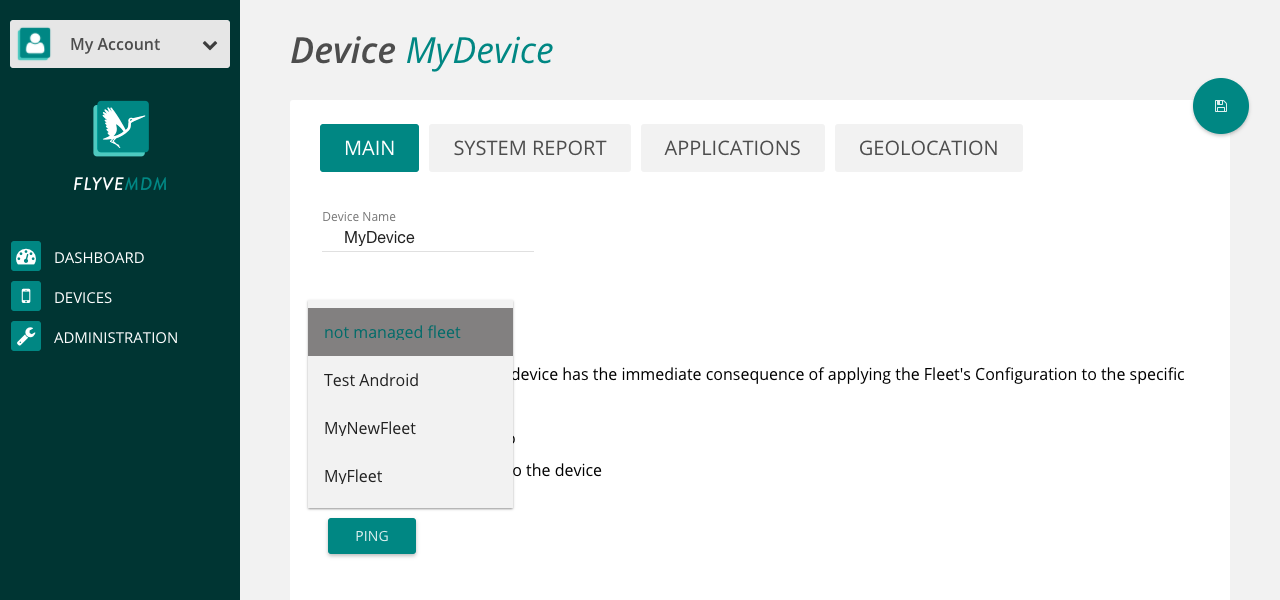 My Account
FLYVEMDM
DASHBOARD
DEVICES
ADMINISTRATION
Device MyDevice
MAIN SYSTEM REPORT APPLICATIONS GEOLOCATION
Device Name
MyDevice
not managed fleet
Test Android
device has the immediate consequence of applying the Fleet's Configuration to the specific
MyNewFleet
MyFleet
o the device
PING